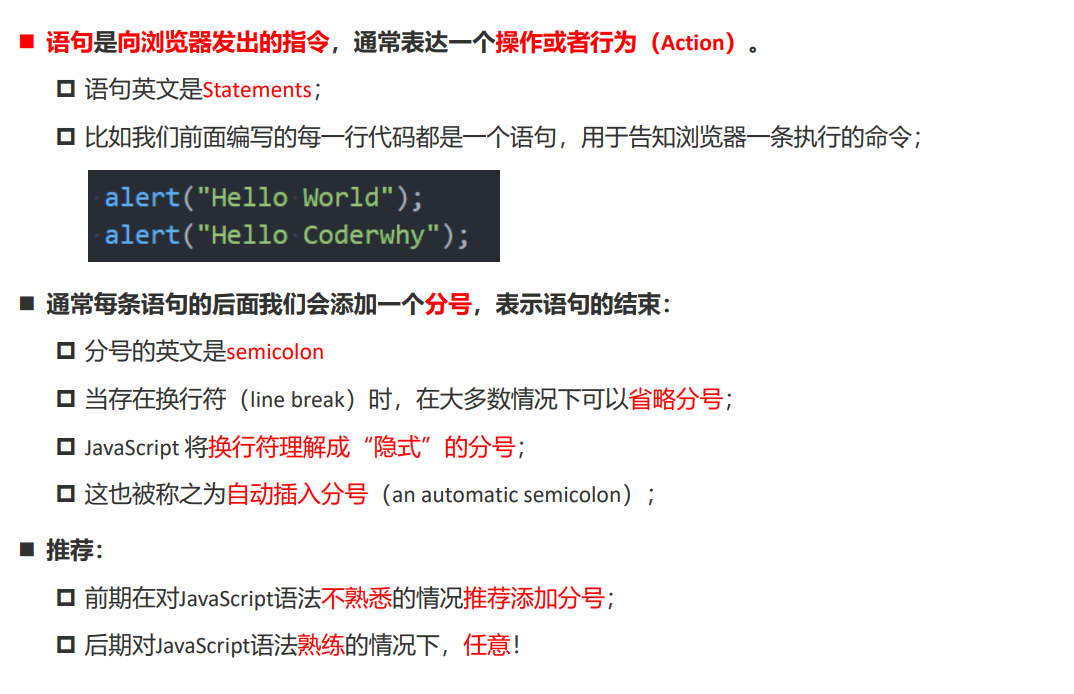 语句是向浏览器发出的指令，通常表达一个操作或者行为（Action）。
语句英文是Statements；
比如我们前面编写的每一行代码都是一个语句，用于告知浏览器一条执行的命令；
alert("Hello World");
alert("Hello Coderwhy");
通常每条语句的后面我们会添加一个分号，表示语句的结束：
分号的英文是semicolon
当存在换行符（line break）时，在大多数情况下可以省略分号；
JavaScript 将换行符理解成“隐式”的分号；
这也被称之为自动插入分号（an automatic semicolon）；
推荐：
前期在对JavaScript语法不熟悉的情况推荐添加分号；
后期对JavaScript语法熟练的情况下，任意！